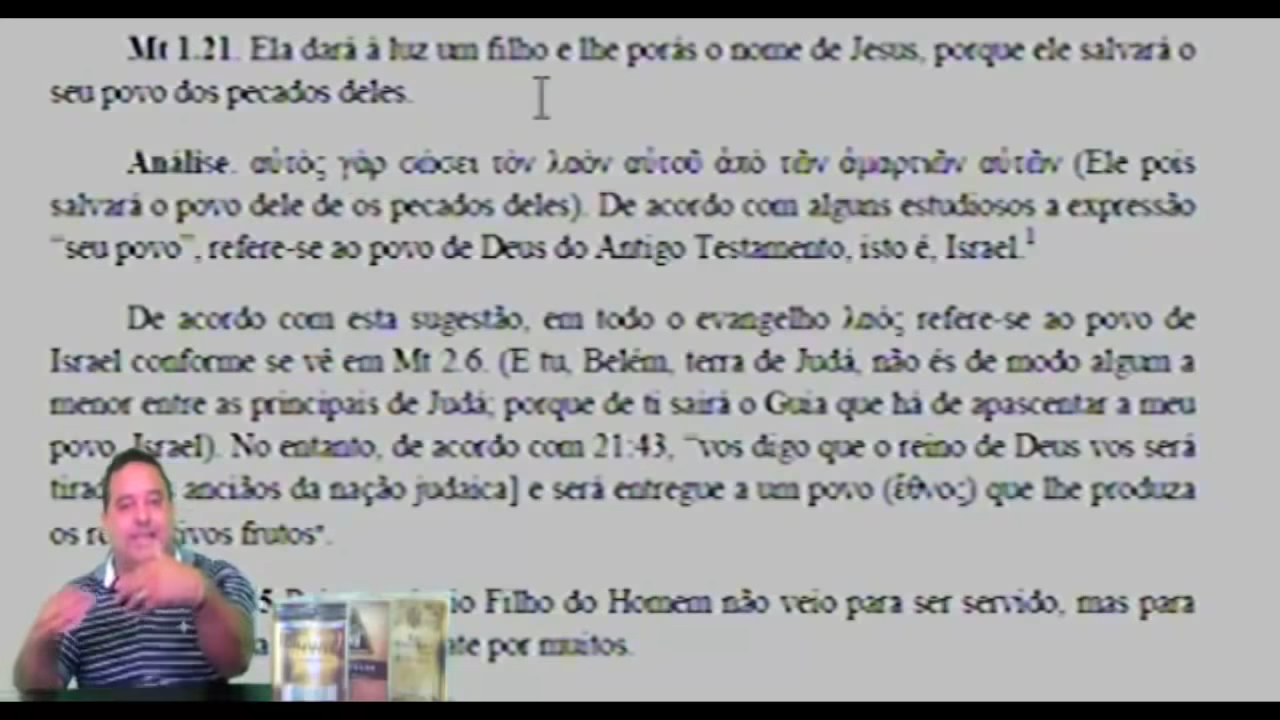 Mt 1.21. Ela dará à luz um filho e lhe porás o nome de Jesus, porque ele salvará o
seu povo dos pecados deles.
Análise. αὐτὸς γὰρ σώσει τὸν λαὸν αὐτοῦ ἀπὸ τῶν ἁμαρτιῶν αὐτῶν (Ele pois
salvará o povo dele de os pecados deles). De acordo com alguns estudiosos a expressão
“seu povo”, refere-se ao povo de Deus do Antigo Testamento, isto é, Israel.1
De acordo com esta sugestão, em todo o evangelho λαός refere-se ao povo de
Israel conforme se vê em Mt 2.6. (E tu, Belém, terra de Judá, não és de modo algum a
menor entre as principais de Judá; porque de ti sairá o Guia que há de apascentar a meu
povo, Israel). No entanto, de acordo com 21:43, “vos digo que o reino de Deus vos será
anciãos da nação judaica] e será entregue a um povo (ἔθνος) que lhe produza
os frutos”.
Filho do Homem não veio para ser servido, mas para
por muitos.